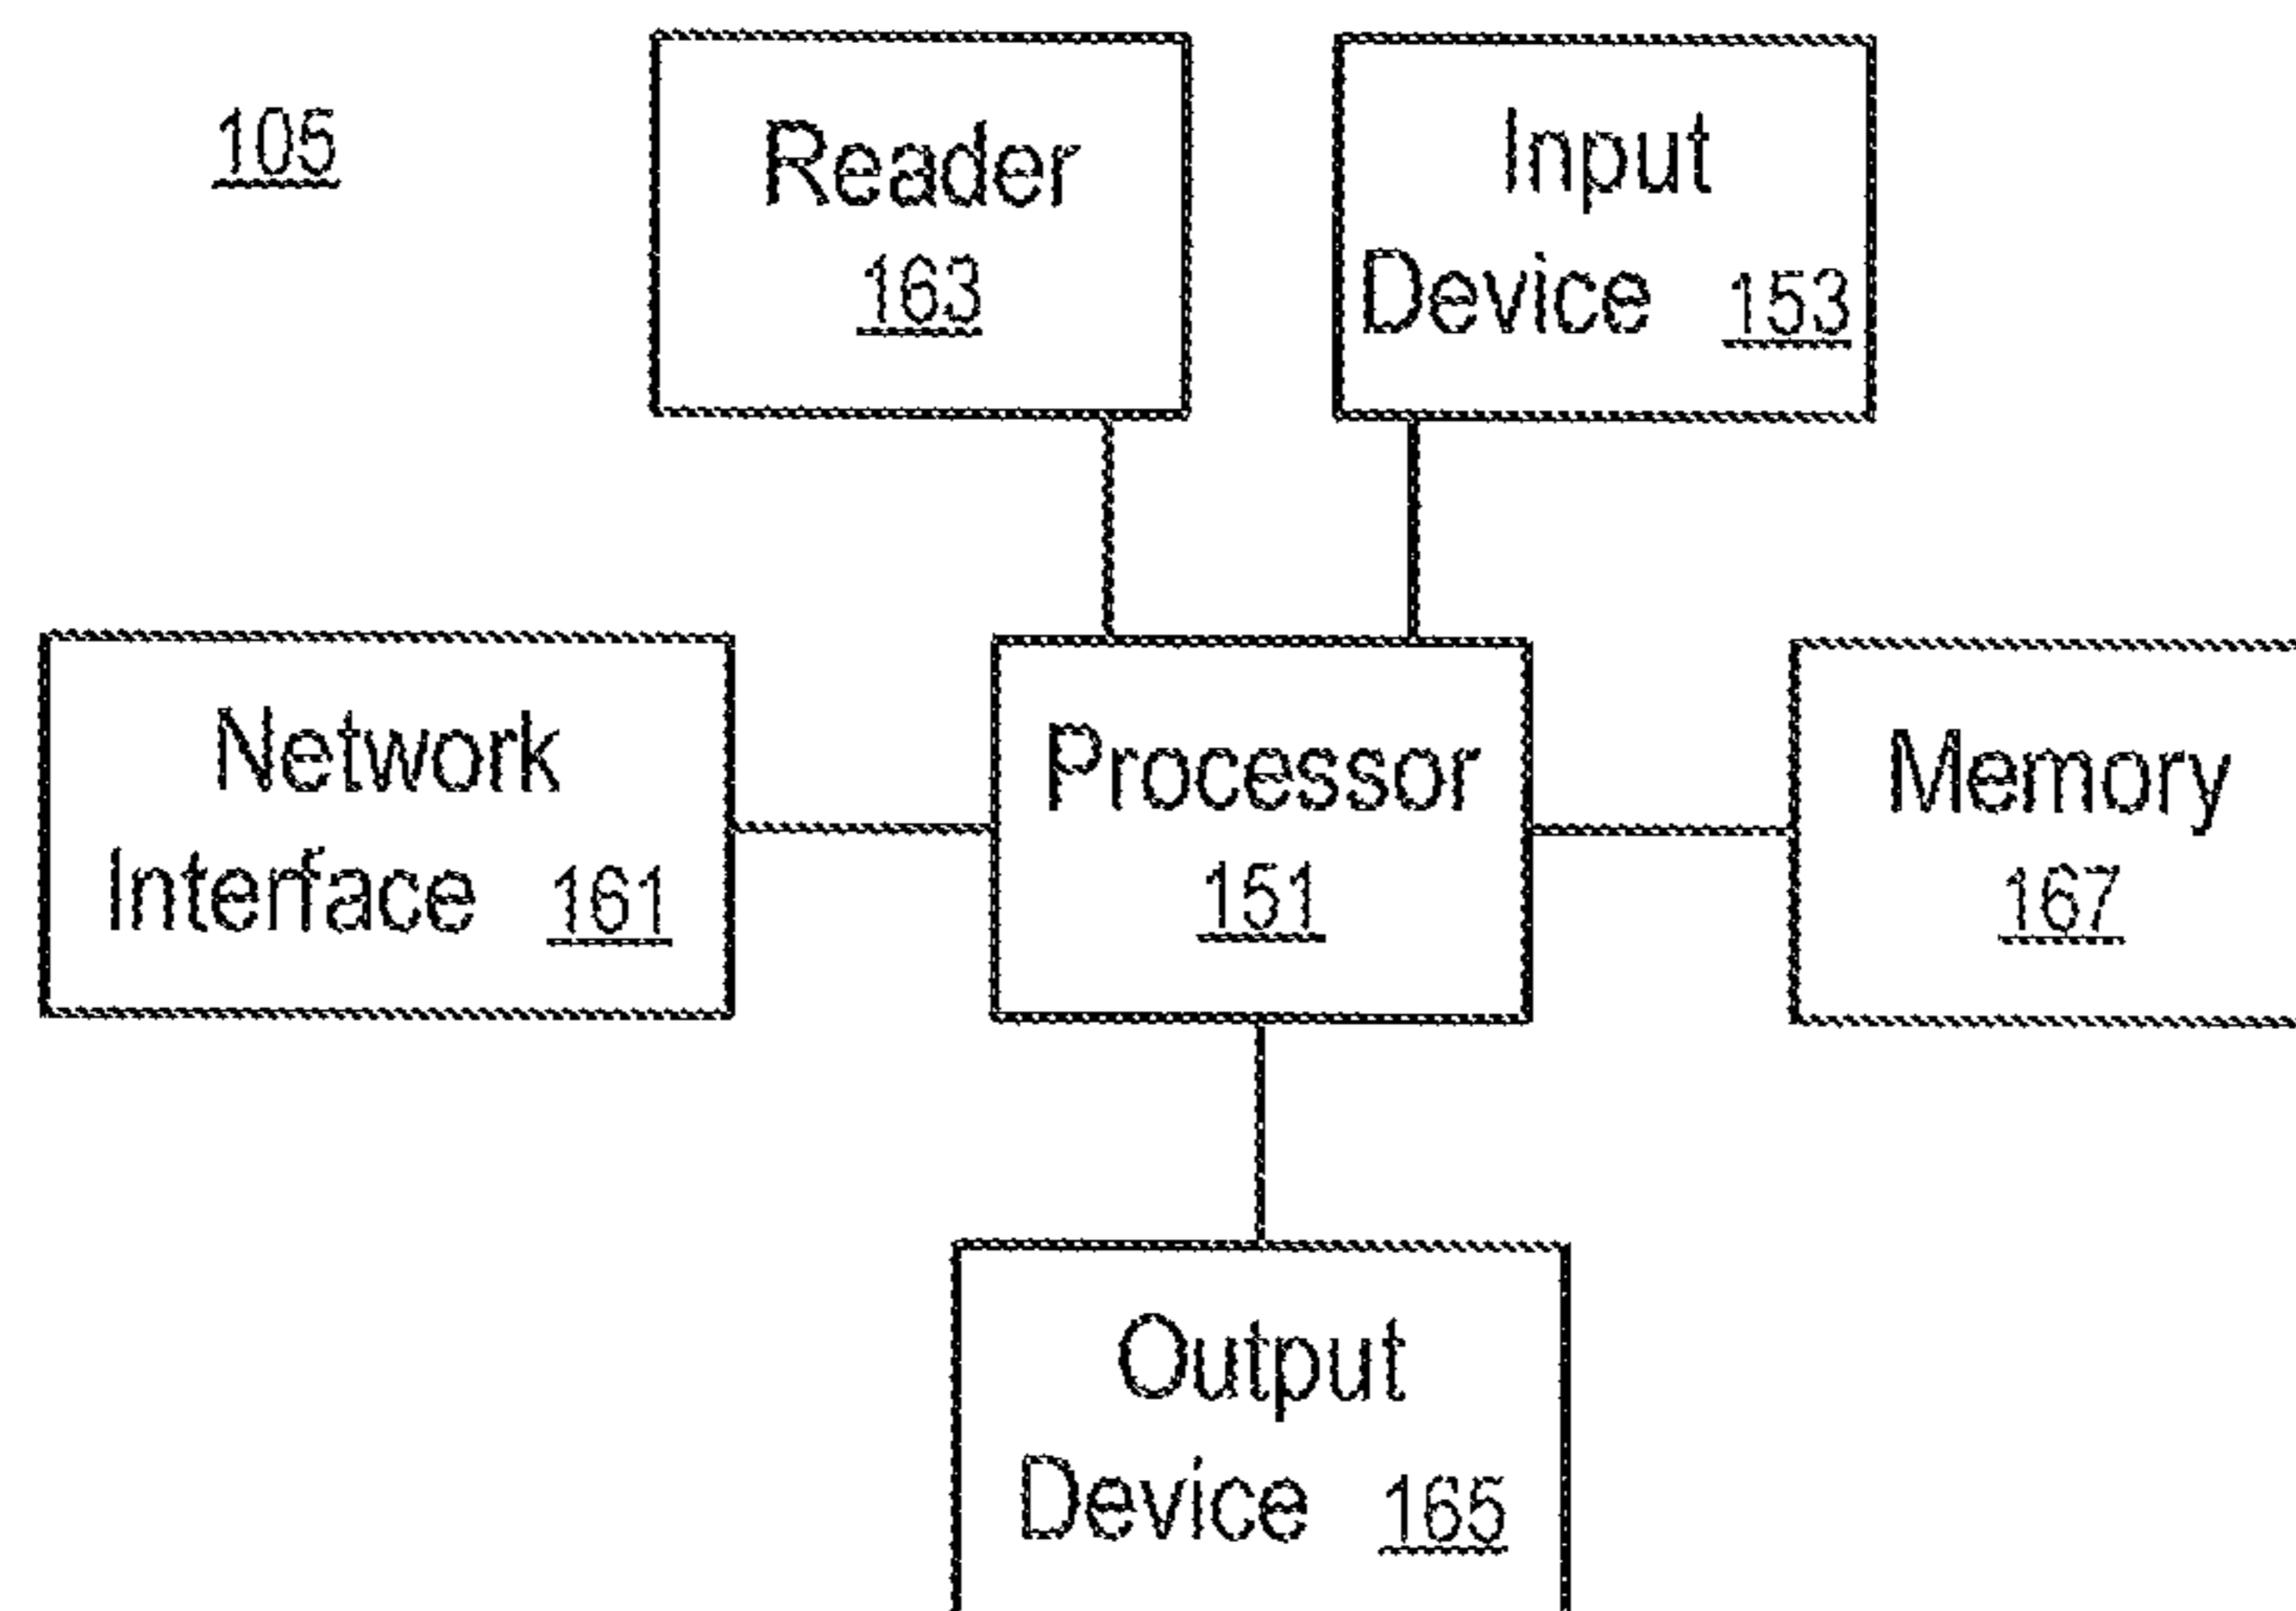 105
Reader
163
Input
Device 153
Network
Interface 161
Processor
151
Memory
167
Output
Device 165